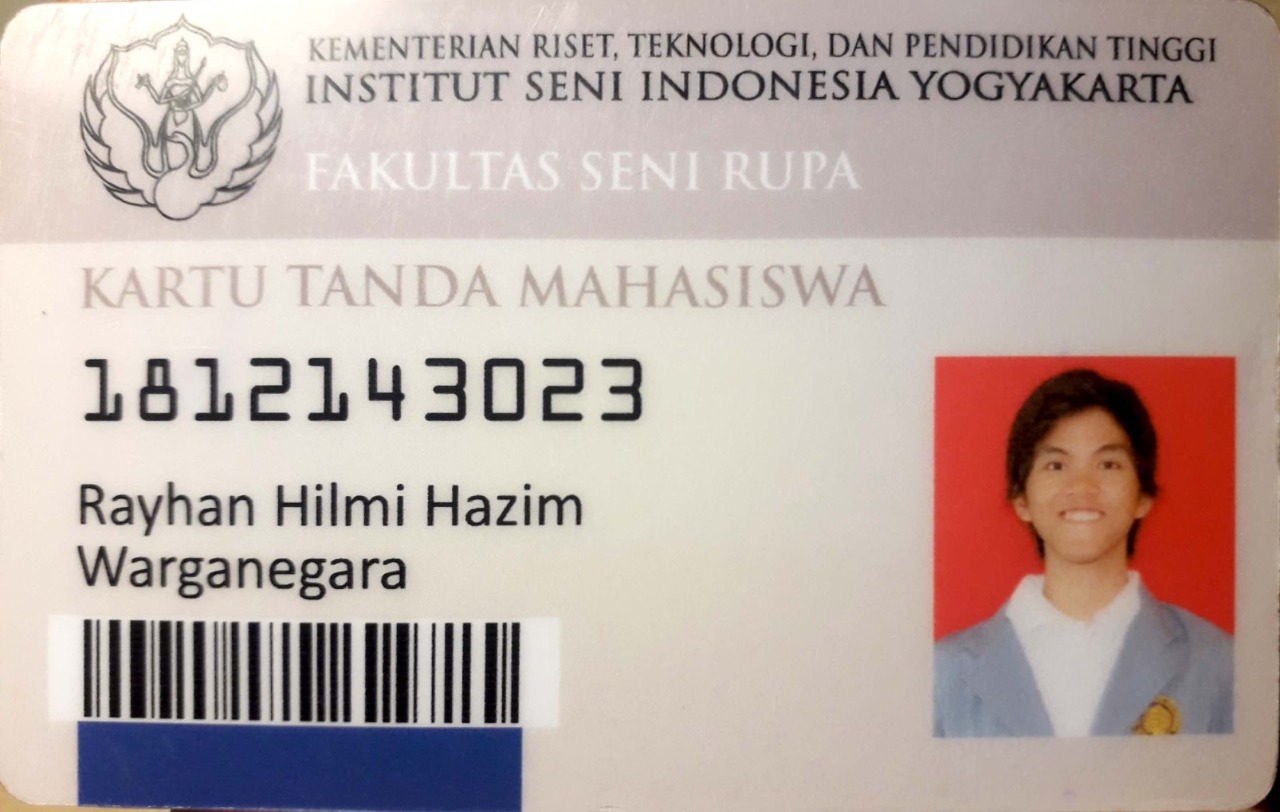 KEMENTERIAN RISET, TEKNOLOGI, DAN PENDIDIKAN TINGGI
INSTITUT SENI INDONESIA YOGYAKARTA
FAKULTAS SENI RUPA
KARTU TANDA MAHASISWA
1812143023
Rayhan Hilmi Hazim
Warganegara